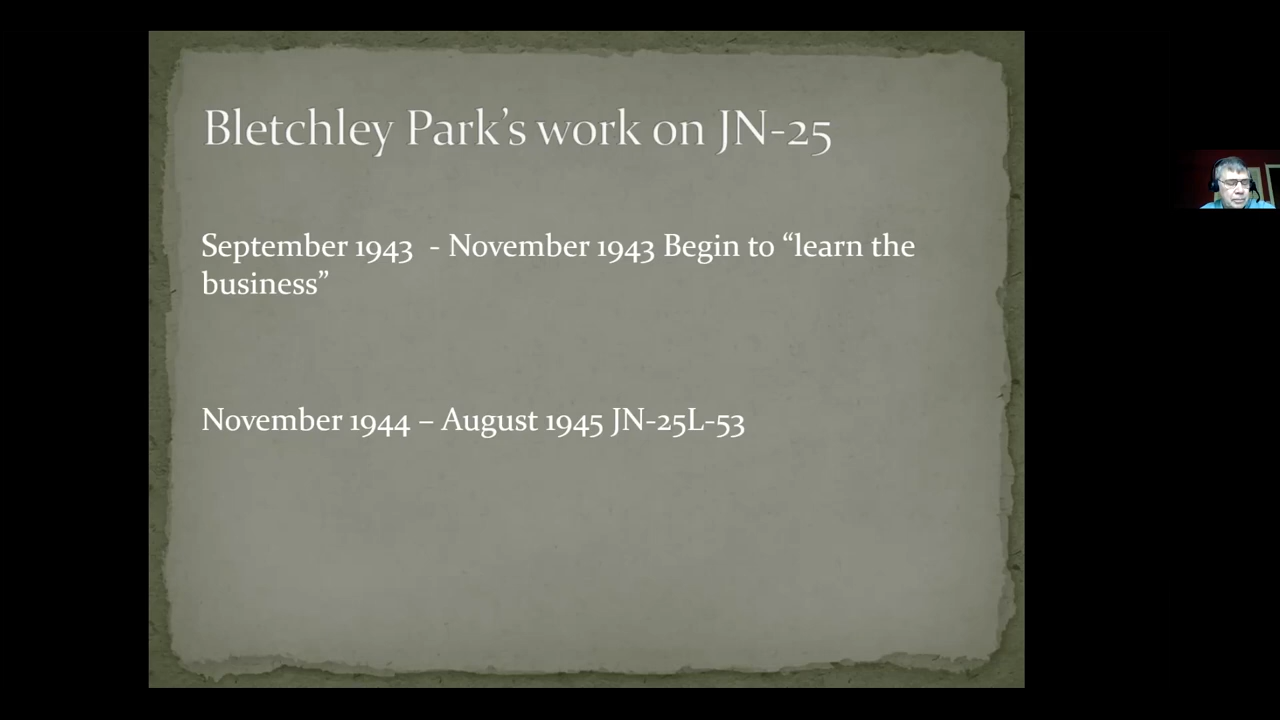 Bletchley Park’s work on JN-25
September 1943  - November 1943 Begin to “learn the
business”
November 1944 – August 1945 JN-25L-53